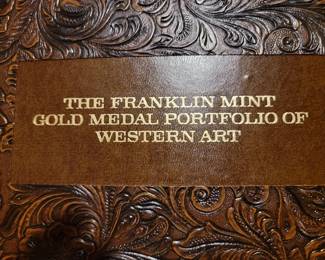 THE FRANKLIN MINT
GOLD MEDAL PORTFOLIO OF
WESTERN ART